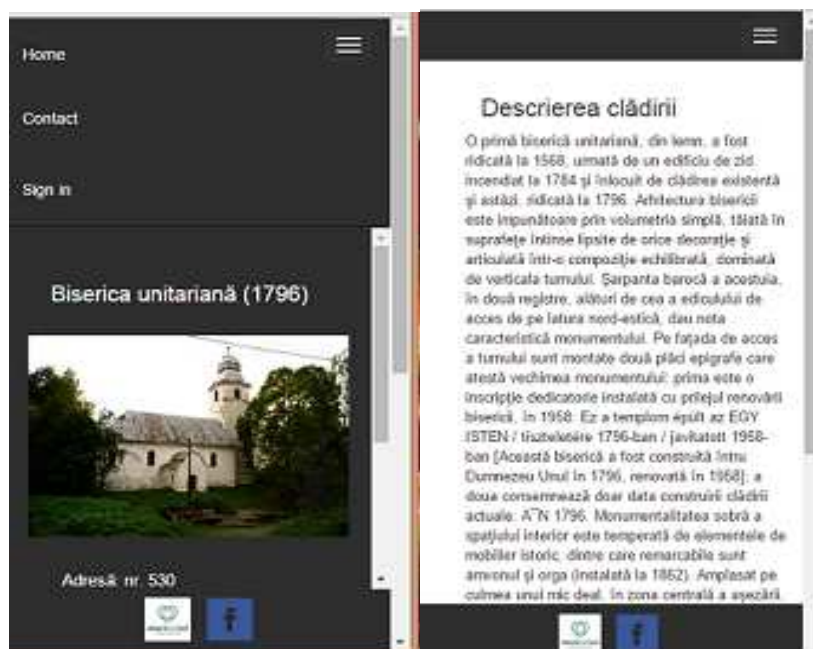 Home
Contact
Sign in
Biserica unitariană (1796)
Adresă: nr. 530
Descrierea clădirii
O primă biserică unitariană, din lemn, a fost
ridicată la 1568, urmată de un edificiu de zid
incendiat la 1784 și înlocuit de clădirea existentă
și astăzi, ridicată la 1796. Arhitectura bisericii
este impunătoare prin volumetria simplă, tăiată în
suprafețe întinse lipsite de orice decorație și
articulată într-o compoziție echilibrată, dominată
de verticala turnului. Șarpanta barocă a acestuia,
în două registre, alături de cea a edicului de
acces de pe latura nord-estică, dau nota
caracteristică monumentului. Pe fațada de acces
a turnului sunt montate două plăci epigrafe care
atestă vechimea monumentului: prima este o
inscripție dedicatorie instalată cu prilejul renovării
biserică, în 1958: Ez a templom épült az EGY
ISTEN / tiszteletére 1796-ban / javitatott 1958-
ban [Această biserică a fost construită întru
Dumnezeu Unul în 1796, renovată în 1958]; a
doua consemnează doar data construirii clădirii
actuale: A¯N 1796. Monumentalitatea sobră a
spațiului interior este temperată de elementele de
mobilier istoric, dintre care remarcabile sunt
amvonul și orga (instalată la 1862). Amplasat pe
culmea unui mic deal, în zona centrală a așezării,
f
f